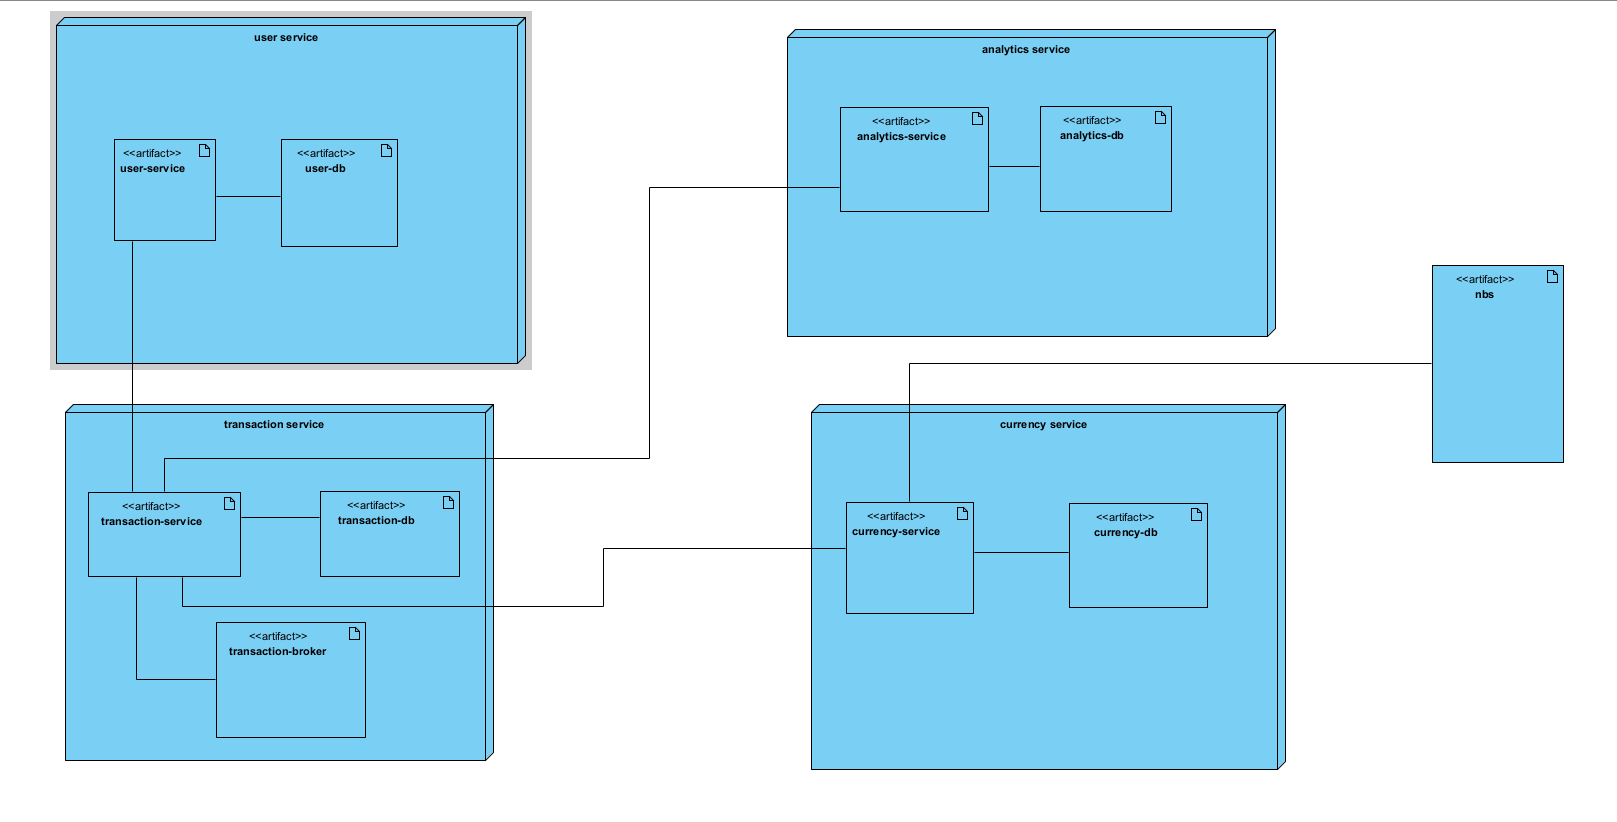 user service
<<artifact>>
user-service
<<artifact>>
user-db
analytics service
<<artifact>>
analytics-service
<<artifact>>
analytics-db
<<artifact>>
nbs
transaction service
<<artifact>>
transaction-service
<<artifact>>
transaction-db
<<artifact>>
transaction-broker
currency service
<<artifact>>
currency-service
<<artifact>>
currency-db